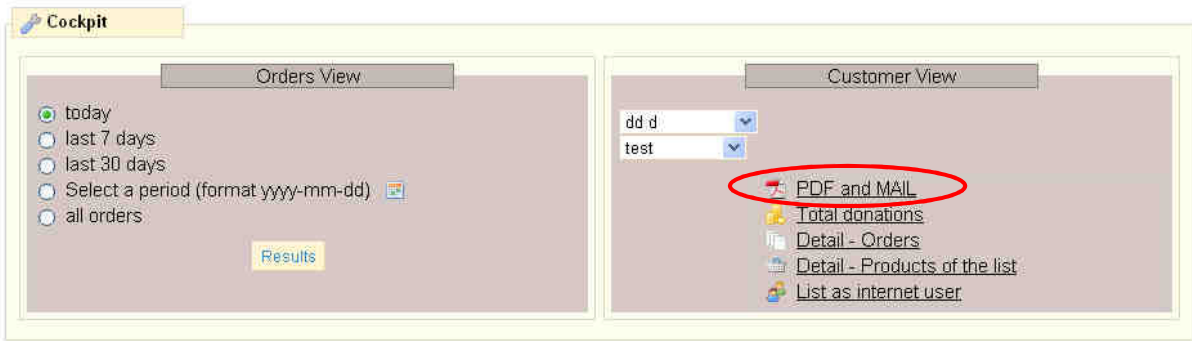 Cockpit
Orders View
today
last 7 days
last 30 days
Select a period (format yyyy-mm-dd)
all orders
Results
Customer View
dd d
test
PDF and MAIL
Total donations
Detail - Orders
Detail - Products of the list
List as internet user